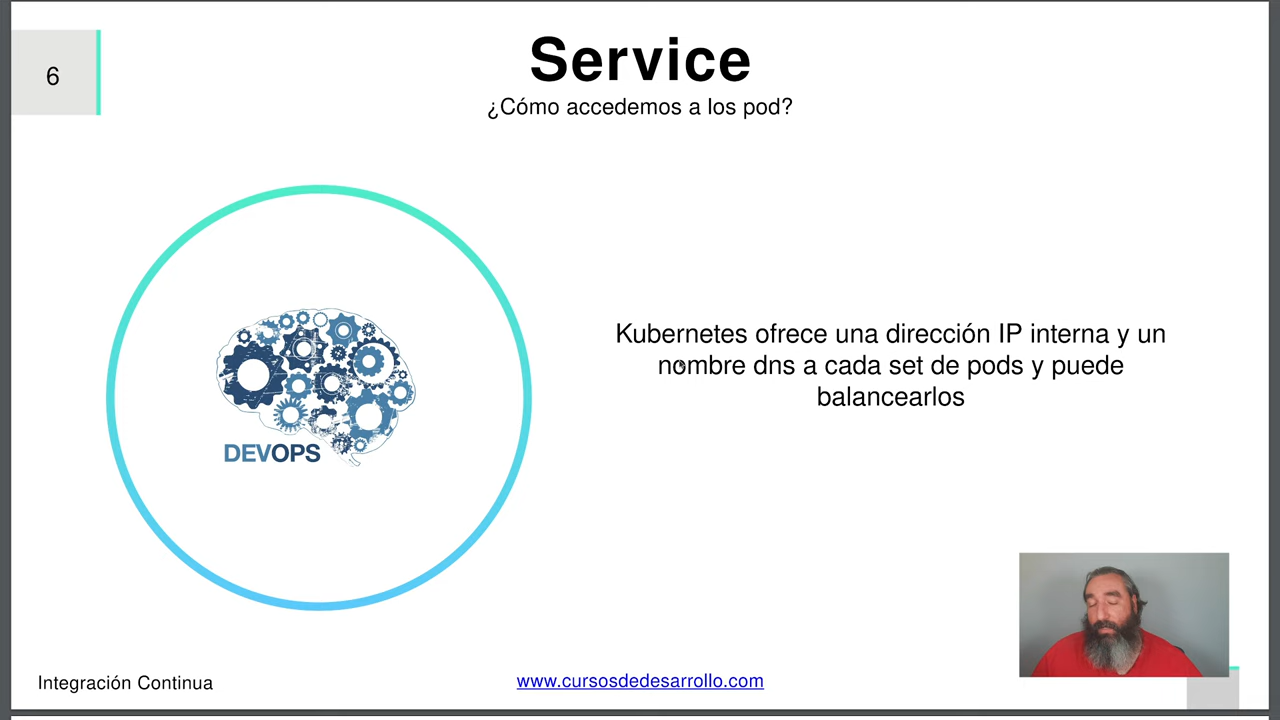 6
Service
¿Cómo accedemos a los pod?
Kubernetes ofrece una dirección IP interna y un
nombre dns a cada set de pods y puede
balancearlos
DEVOPS
Integración Continua
www.cursosdedesarrollo.com